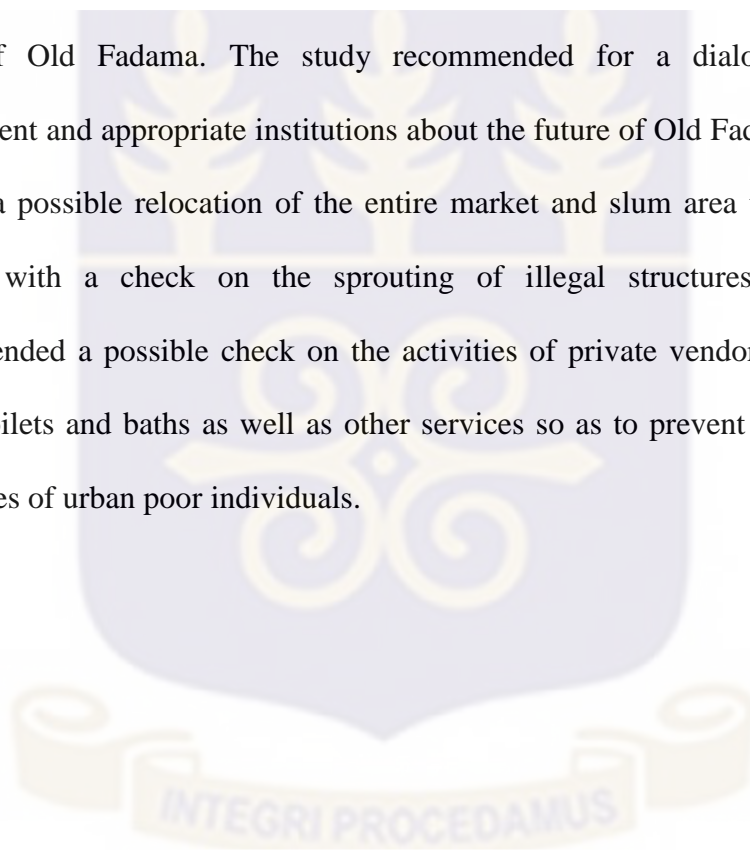 f Old Fadama. The study recommended for a dialo
ent and appropriate institutions about the future of Old Fad
a possible relocation of the entire market and slum area
with a check on the sprouting of illegal structures
ended a possible check on the activities of private vendor
ilets and baths as well as other services so as to prevent
es of urban poor individuals.
INTEGRI PROCEDAMUS